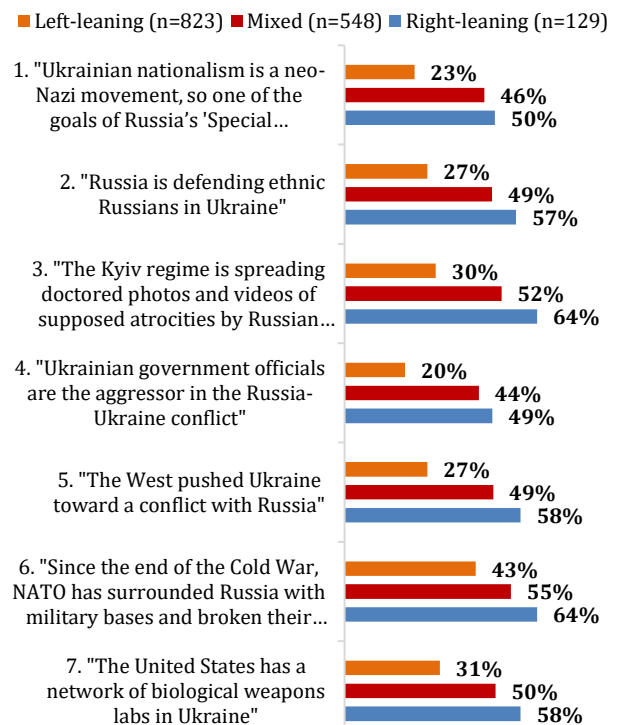 Left-leaning (n=823) Mixed (n=548) Right-leaning (n=129)
1. "Ukrainian nationalism is a neo-
Nazi movement, so one of the
goals of Russia’s 'Special…
23%
46%
50%
2. "Russia is defending ethnic
Russians in Ukraine"
27%
49%
57%
3. "The Kyiv regime is spreading
doctored photos and videos of
supposed atrocities by Russian…
30%
52%
64%
4. "Ukrainian government officials
are the aggressor in the Russia-
Ukraine conflict"
20%
44%
49%
5. "The West pushed Ukraine
toward a conflict with Russia"
27%
49%
58%
6. "Since the end of the Cold War,
NATO has surrounded Russia with
military bases and broken their…
43%
55%
64%
7. "The United States has a
network of biological weapons
labs in Ukraine"
31%
50%
58%